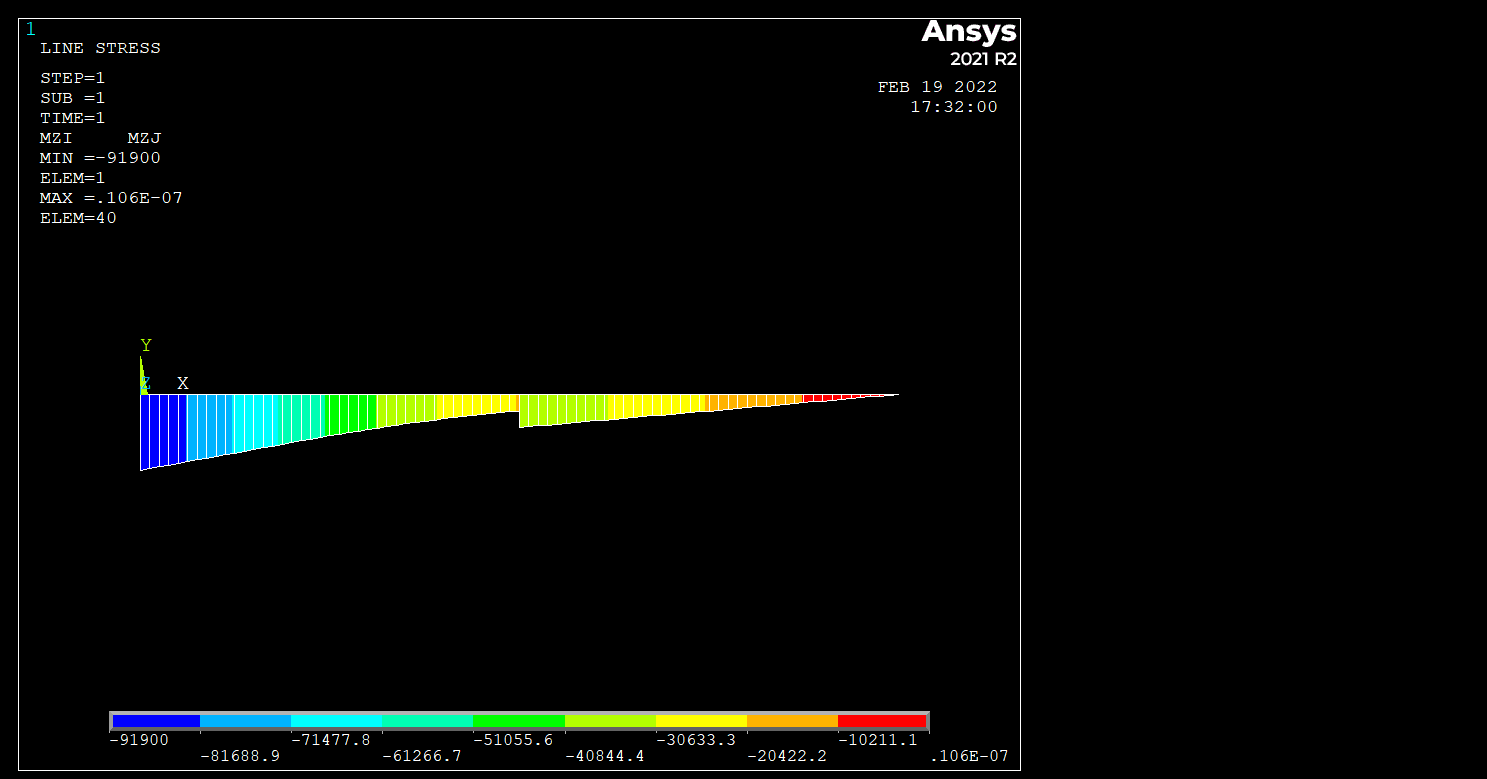 1
Ansys
2021 R2
LINE STRESS
STEP=1
SUB =1
TIME=1
MZI MZJ
MIN =-91900
ELEM=1
MAX =.106E-07
ELEM=40
FEB 19 2022
17:32:00
Y
Z X
-91900 -71477.8 -51055.6 -30633.3 -10211.1
-81688.9 -61266.7 -40844.4 -20422.2 .106E-07